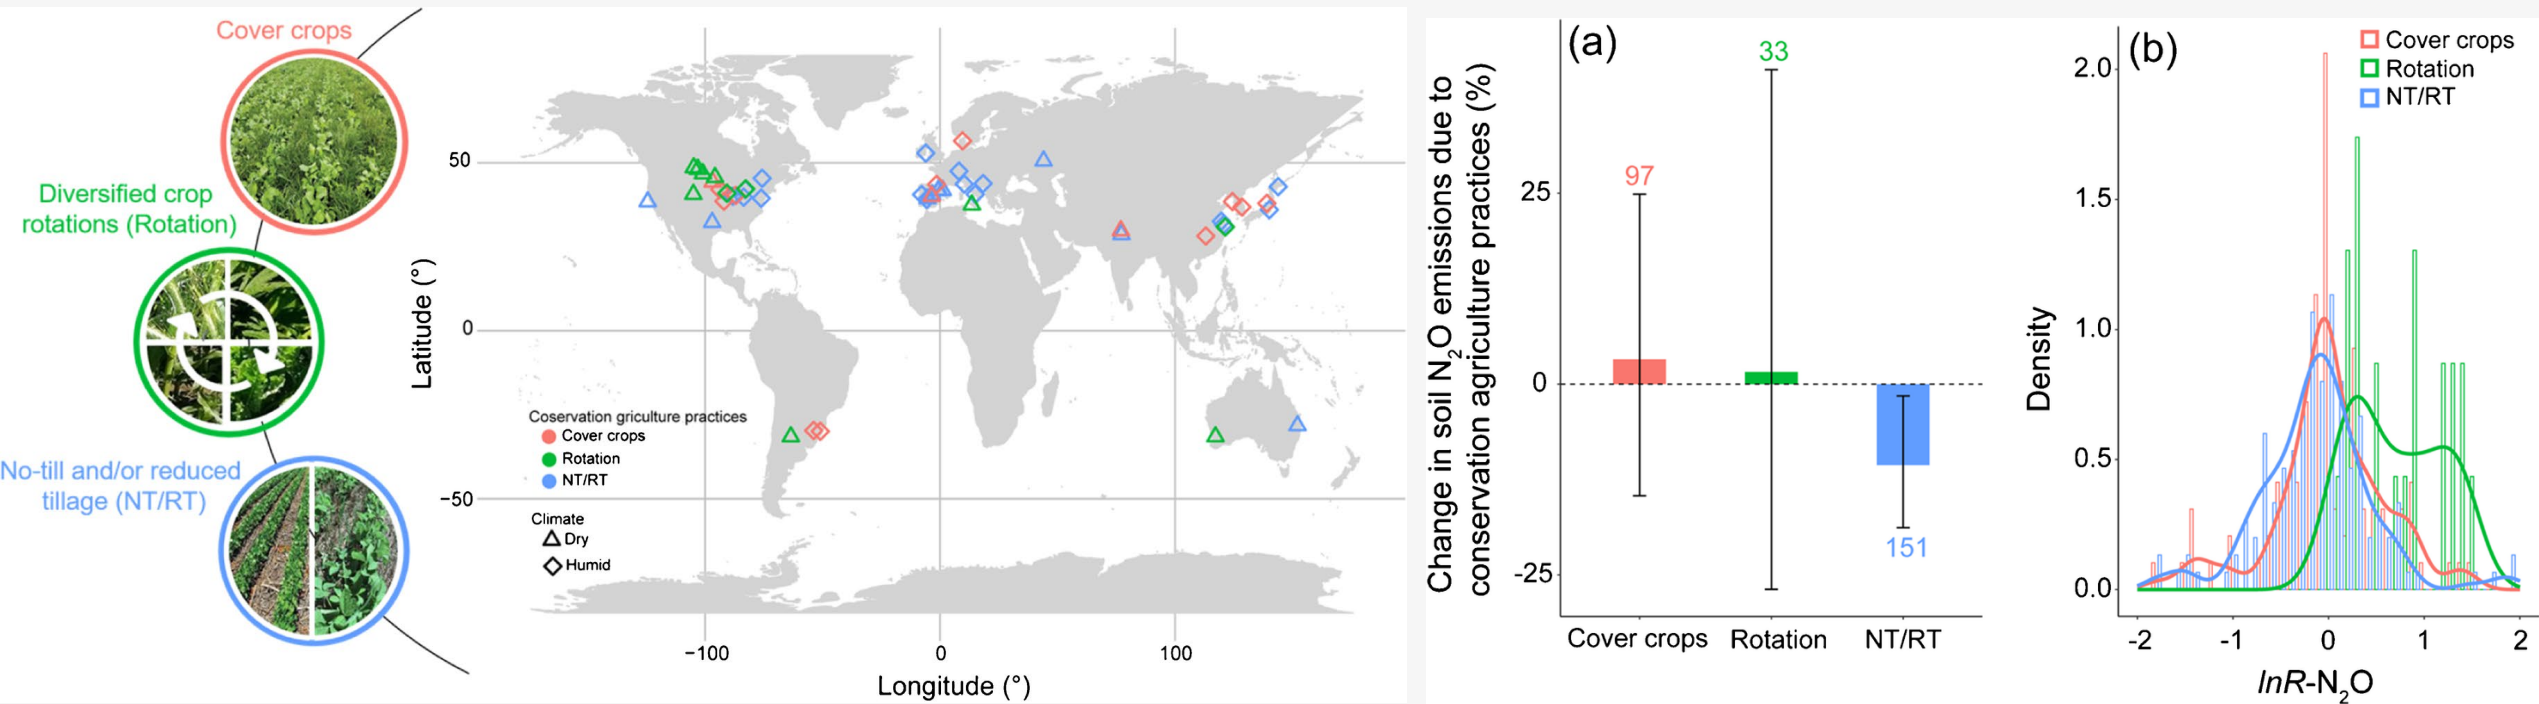 Cover crops
Diversified crop
rotations (Rotation)
No-till and/or reduced
tillage (NT/RT)
Latitude (°)
50
0
−50
−100
0
100
Longitude (°)
Coservation griculture practices
Cover crops
Rotation
NT/RT
Climate
Dry
Humid
(a)
Change in soil N2O emissions due to
conservation agriculture practices (%)
25
0
-25
97
33
151
Cover crops
Rotation
NT/RT
(b)
Cover crops
Rotation
NT/RT
Density
2.0
1.5
1.0
0.5
0.0
-2
-1
0
1
2
lnR-N2O